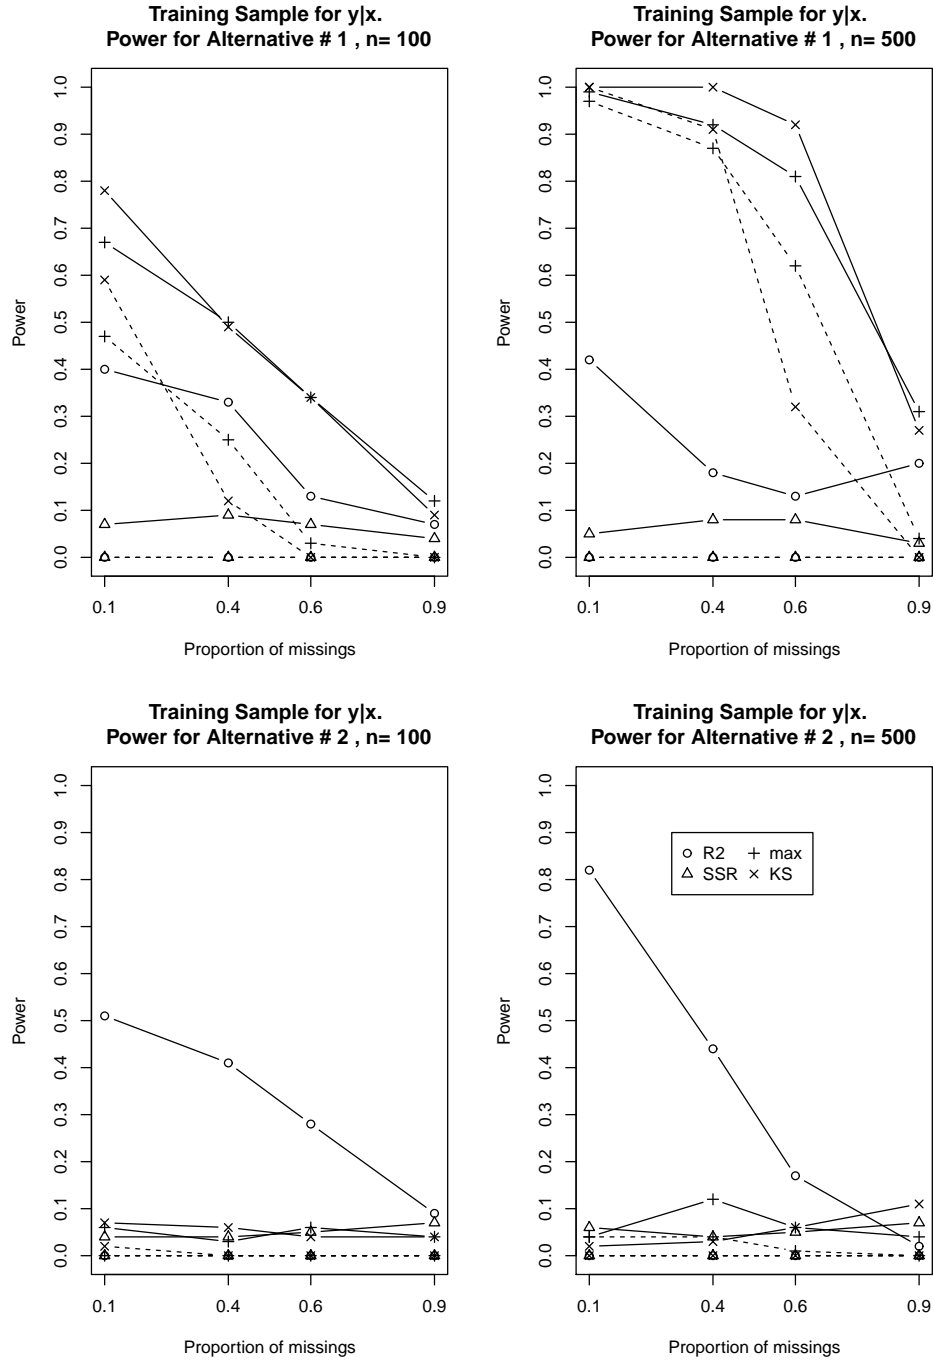 Training Sample for y|x.
Power for Alternative # 1 , n= 100
Power
1.0
0.9
0.8
0.7
0.6
0.5
0.4
0.3
0.2
0.1
0.0
0.1 0.4 0.6 0.9
Proportion of missings
Training Sample for y|x.
Power for Alternative # 1 , n= 500
Power
1.0
0.9
0.8
0.7
0.6
0.5
0.4
0.3
0.2
0.1
0.0
0.1 0.4 0.6 0.9
Proportion of missings
Training Sample for y|x.
Power for Alternative # 2 , n= 100
Power
1.0
0.9
0.8
0.7
0.6
0.5
0.4
0.3
0.2
0.1
0.0
0.1 0.4 0.6 0.9
Proportion of missings
Training Sample for y|x.
Power for Alternative # 2 , n= 500
Power
1.0
0.9
0.8
0.7
0.6
0.5
0.4
0.3
0.2
0.1
0.0
R2 max
SSR KS
0.1 0.4 0.6 0.9
Proportion of missings